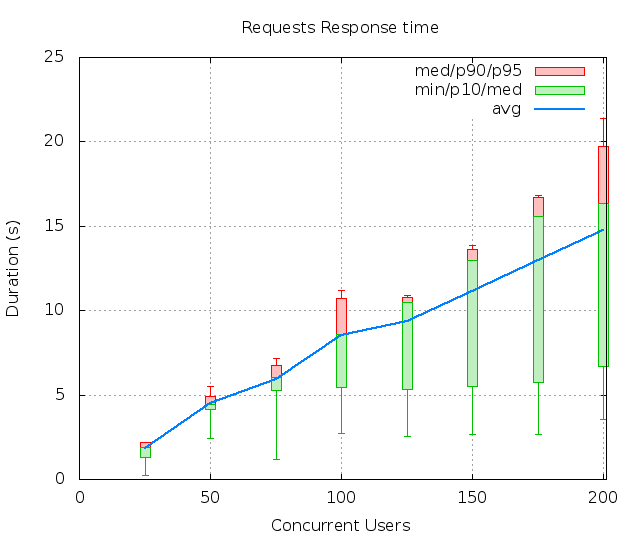 Requests Response time
25
20
15
10
5
0
0 50 100 150 200
Duration (s)
Concurrent Users
med/p90/p95
min/p10/med
avg